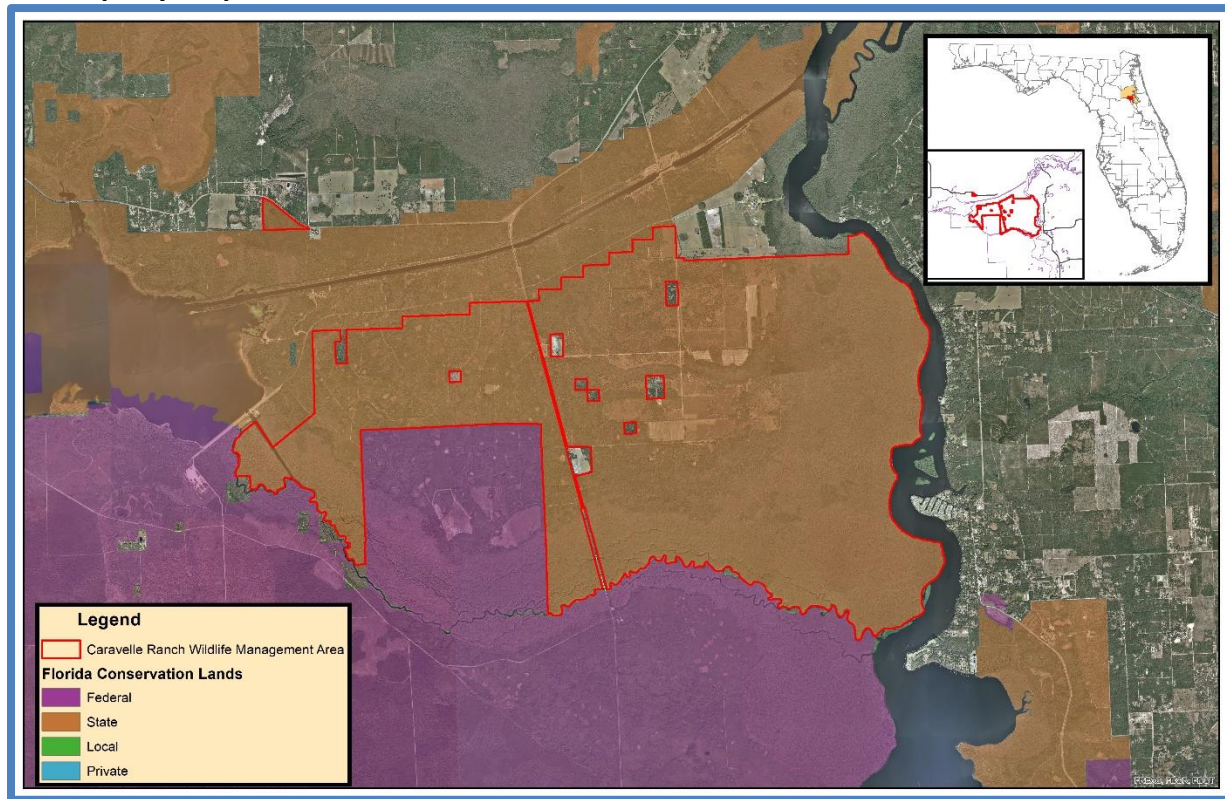 Legend
Caravelle Ranch Wildlife Management Area
Florida Conservation Lands
Federal
State
Local
Private